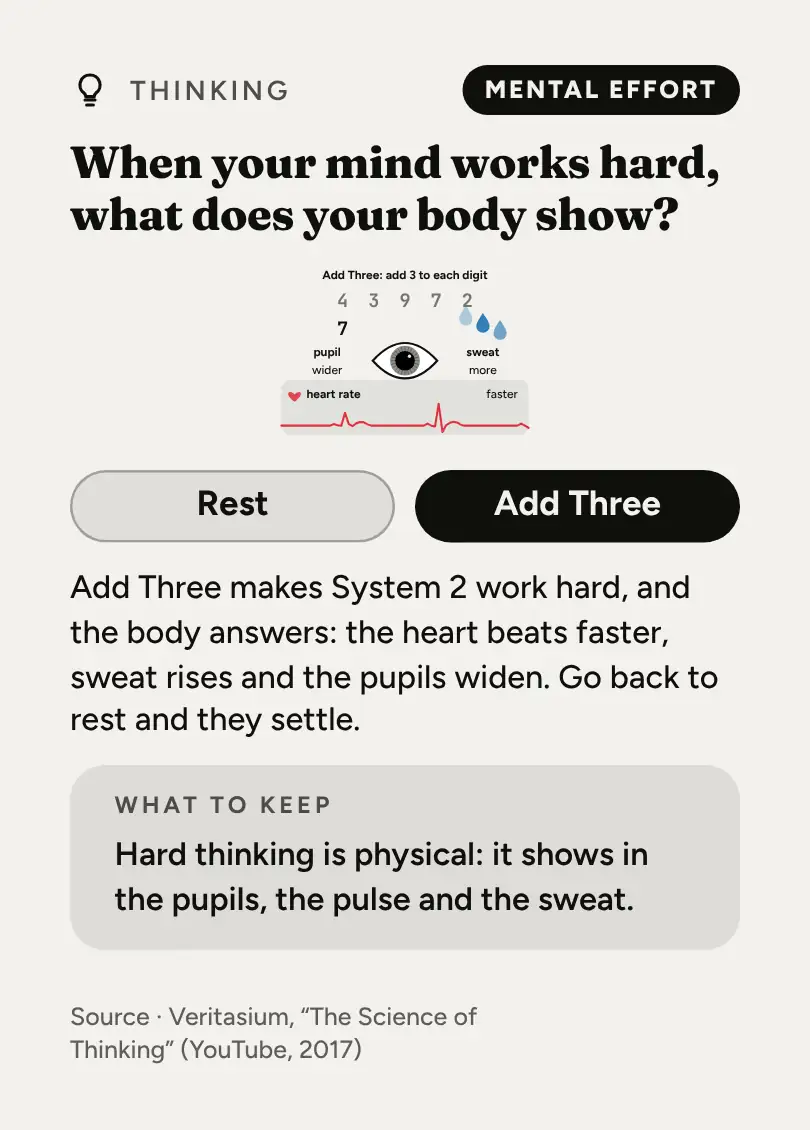 THINKING
MENTAL EFFORT
When your mind works hard,
what does your body show?
Add Three: add 3 to each digit
4 3 9 7 2
7
pupil
wider
sweat
more
heart rate
faster
Rest
Add Three
Add Three makes System 2 work hard, and
the body answers: the heart beats faster,
sweat rises and the pupils widen. Go back to
rest and they settle.
WHAT TO KEEP
Hard thinking is physical: it shows in
the pupils, the pulse and the sweat.
Source · Veritasium, “The Science of
Thinking” (YouTube, 2017)